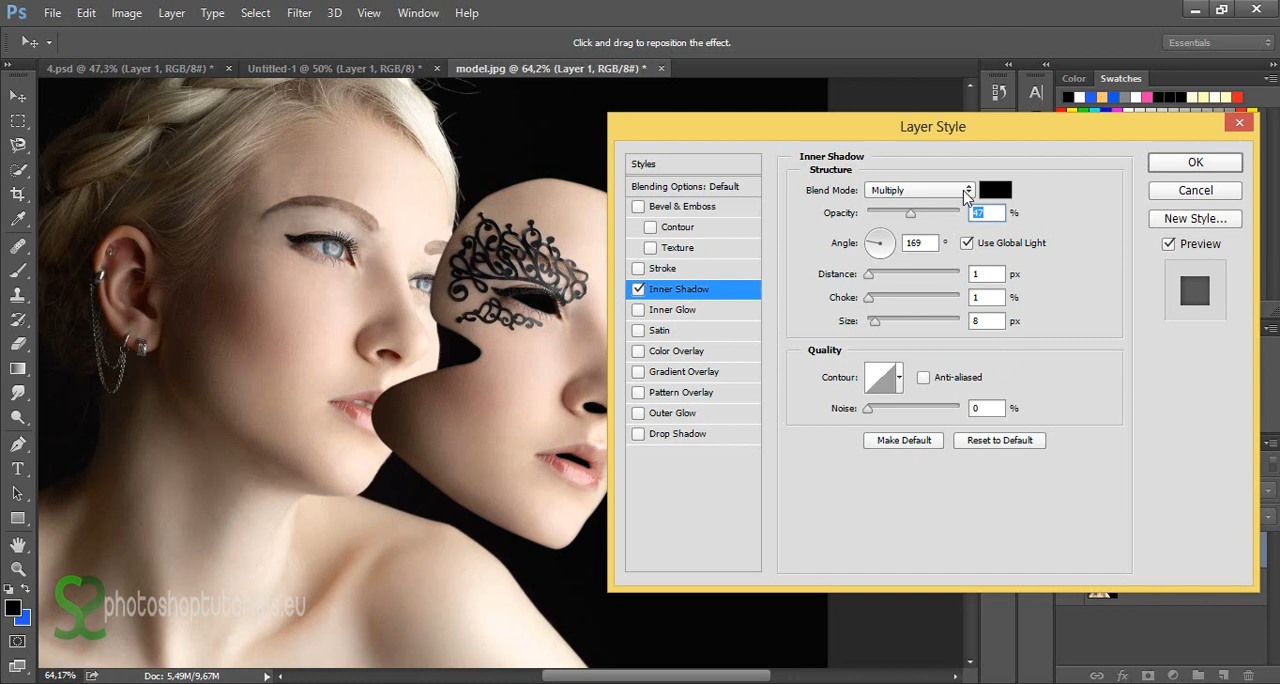 Ps File Edit Image Layer Type Select Filter 3D View Window Help
Click and drag to reposition the effect.
Essentials
4.psd @ 47,3% (Layer 1, RGB/8#) * ×
Untitled-1 @ 50% (Layer 1, RGB/8) * ×
model.jpg @ 64,2% (Layer 1, RGB/8#) * ×
Color Swatches
Layer Style
Styles
Blending Options: Default
Bevel & Emboss
Contour
Texture
Stroke
Inner Shadow
Inner Glow
Satin
Color Overlay
Gradient Overlay
Pattern Overlay
Outer Glow
Drop Shadow
Inner Shadow
Structure
Blend Mode: Multiply
Opacity: 47 %
Angle: 169 ° Use Global Light
Distance: 1 px
Choke: 1 %
Size: 8 px
Quality
Contour: Anti-aliased
Noise: 0 %
Make Default Reset to Default
OK
Cancel
New Style...
Preview
64,17% Doc: 5,49M/9,67M